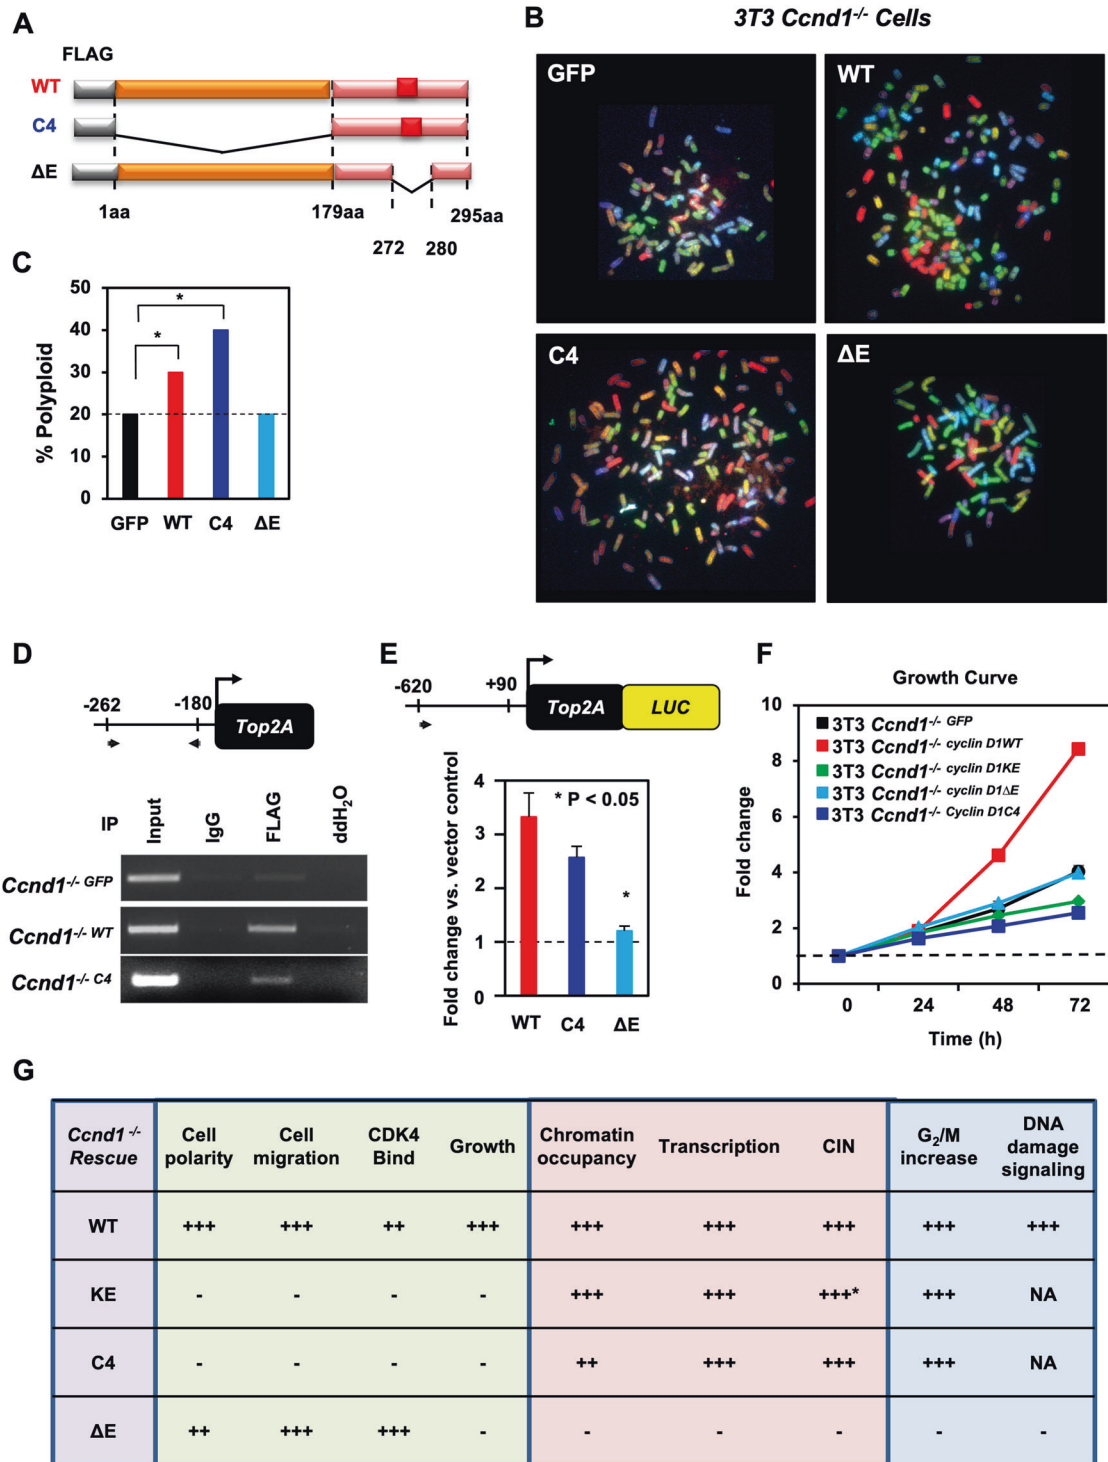 A
FLAG
WT
C4
ΔE
1aa
179aa
295aa
272
280
B
3T3 Ccnd1-/- Cells
GFP
WT
C4
ΔE
C
% Polyploid
50
40
30
20
10
0
*
*
GFP WT C4 ΔE
D
-262
-180
Top2A
IP
Input
IgG
FLAG
ddH2O
Ccnd1-/- GFP
Ccnd1-/- WT
Ccnd1-/- C4
E
-620
+90
Top2A
LUC
Fold change vs. vector control
4
3
2
1
0
* P < 0.05
*
WT C4 ΔE
F
Growth Curve
Fold change
10
8
6
4
2
0
3T3 Ccnd1-/- GFP
3T3 Ccnd1-/- cyclin D1WT
3T3 Ccnd1-/- cyclin D1KE
3T3 Ccnd1-/- cyclin D1ΔE
3T3 Ccnd1-/- Cyclin D1C4
0 24 48 72
Time (h)
G
Ccnd1-/- Rescue Cell polarity Cell migration CDK4 Bind Growth Chromatin occupancy Transcription CIN G2/M increase DNA damage signaling
WT +++ +++ ++ +++ +++ +++ +++ +++ +++
KE - - - - +++ +++ +++* +++ NA
C4 - - - - ++ +++ +++ +++ NA
ΔE ++ +++ +++ - - - - - -